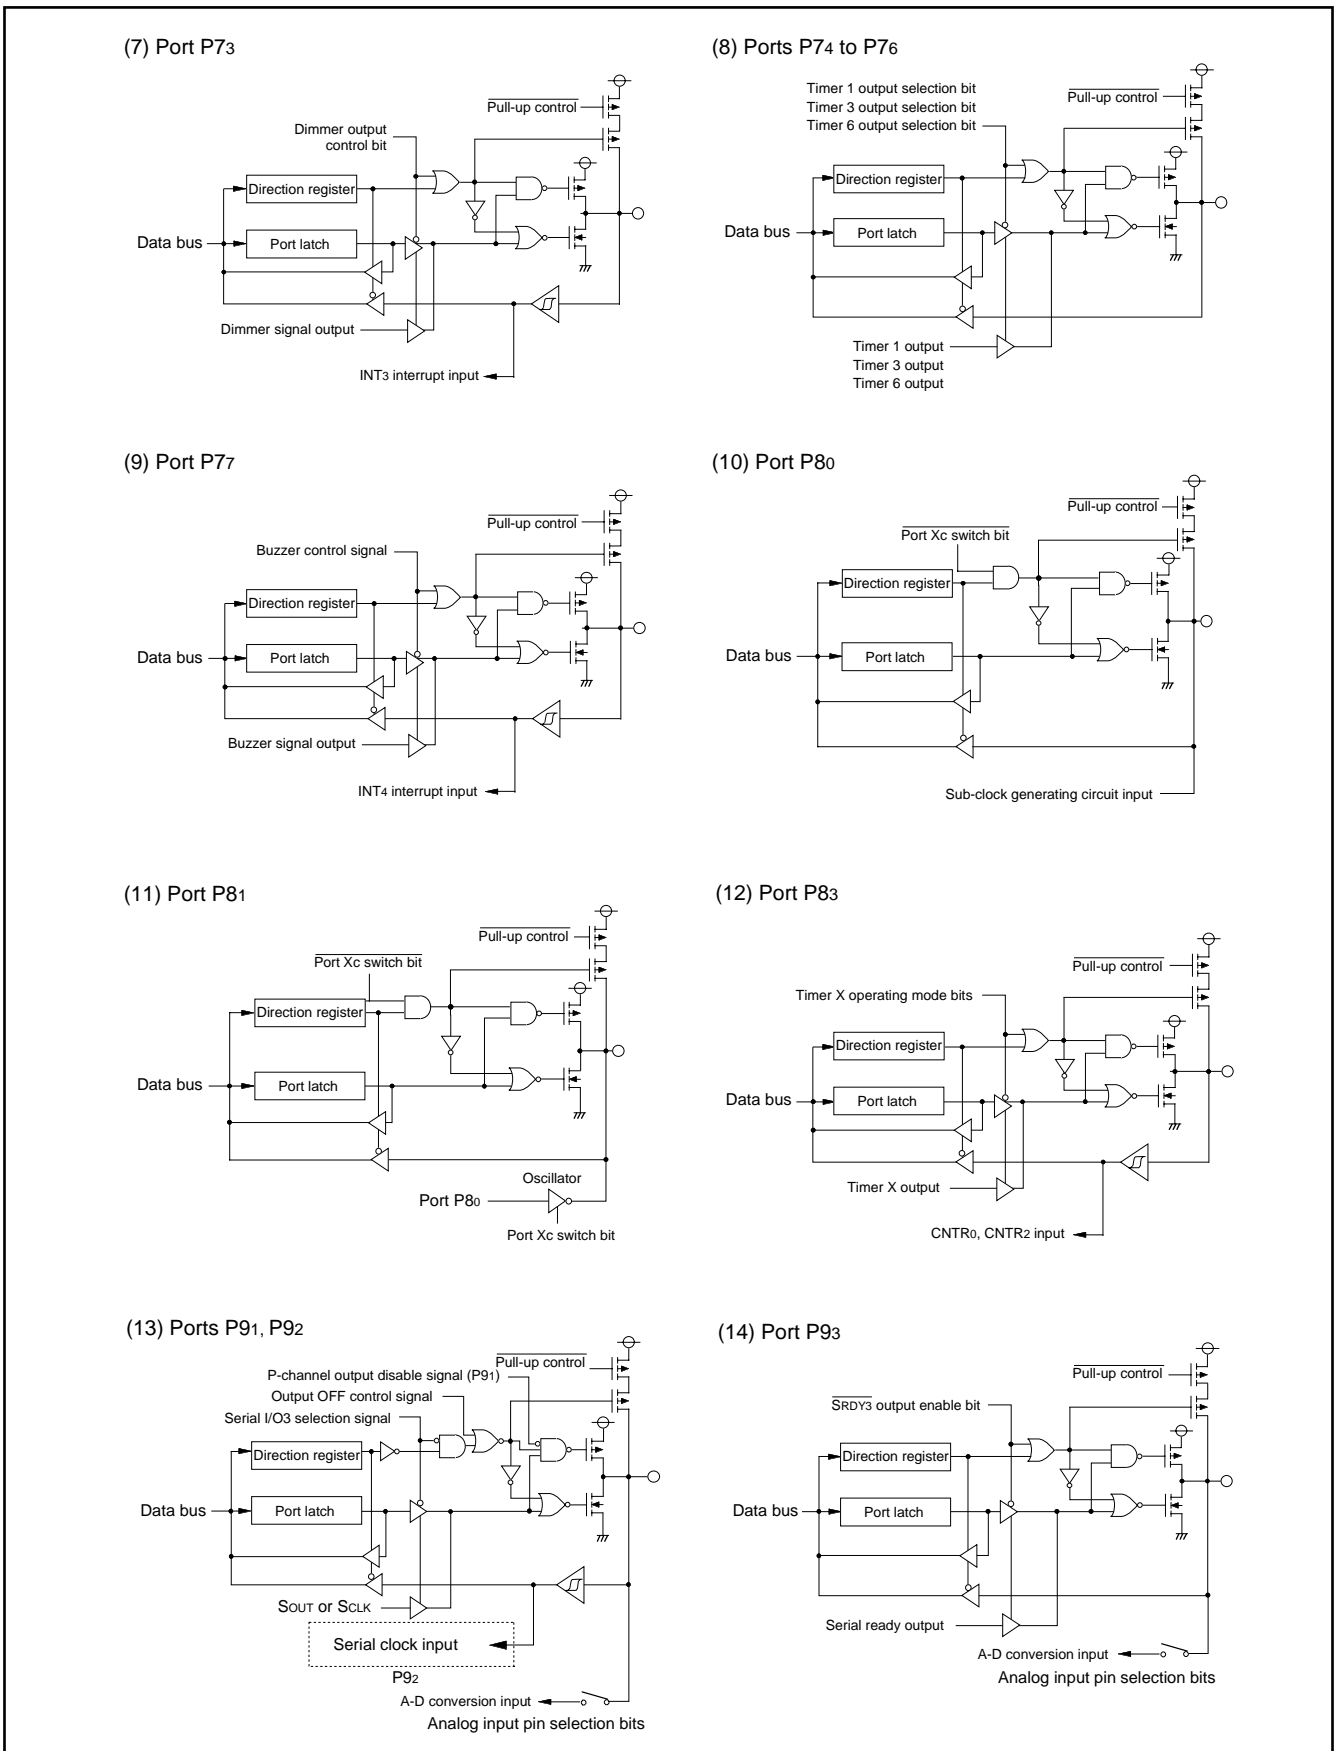 (7) Port P73
Pull-up control
Dimmer output
control bit
Direction register
Data bus
Port latch
Dimmer signal output
INT3 interrupt input
(8) Ports P74 to P76
Timer 1 output selection bit
Timer 3 output selection bit
Timer 6 output selection bit
Pull-up control
Direction register
Data bus
Port latch
Timer 1 output
Timer 3 output
Timer 6 output
(9) Port P77
Pull-up control
Buzzer control signal
Direction register
Data bus
Port latch
Buzzer signal output
INT4 interrupt input
(10) Port P80
Pull-up control
Port Xc switch bit
Direction register
Data bus
Port latch
Sub-clock generating circuit input
(11) Port P81
Pull-up control
Port Xc switch bit
Direction register
Data bus
Port latch
Oscillator
Port P80
Port Xc switch bit
(12) Port P83
Pull-up control
Timer X operating mode bits
Direction register
Data bus
Port latch
Timer X output
CNTR0, CNTR2 input
(13) Ports P91, P92
Pull-up control
P-channel output disable signal (P91)
Output OFF control signal
Serial I/O3 selection signal
Direction register
Data bus
Port latch
SOUT or SCLK
Serial clock input
P92
A-D conversion input
Analog input pin selection bits
(14) Port P93
Pull-up control
SRDY3 output enable bit
Direction register
Data bus
Port latch
Serial ready output
A-D conversion input
Analog input pin selection bits